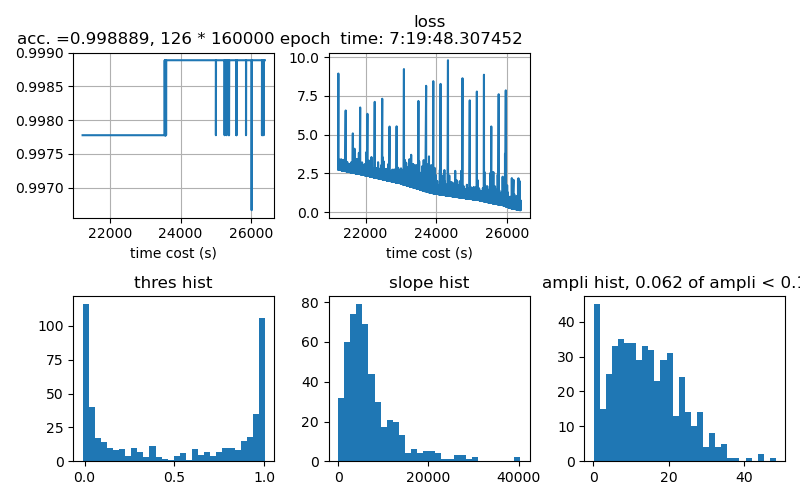 loss
acc. =0.998889, 126 * 160000 epoch time: 7:19:48.307452
0.9990
0.9985
0.9980
0.9975
0.9970
22000 24000 26000
time cost (s)
10.0
7.5
5.0
2.5
0.0
22000 24000 26000
time cost (s)
thres hist
100
75
50
25
0
0.0 0.5 1.0
slope hist
80
60
40
20
0
0 20000 40000
ampli hist, 0.062 of ampli < 0.1
40
30
20
10
0
0 20 40